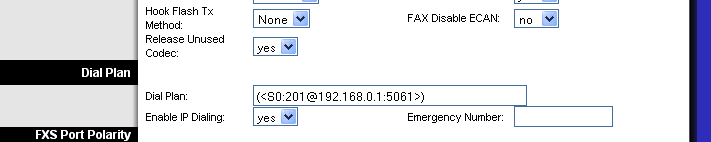 Hook Flash Tx
Method: None FAX Disable ECAN: no
Release Unused
Codec: yes
Dial Plan
Dial Plan: (<S0:201@192.168.0.1:5061>)
Enable IP Dialing: yes Emergency Number:
FXS Port Polarity